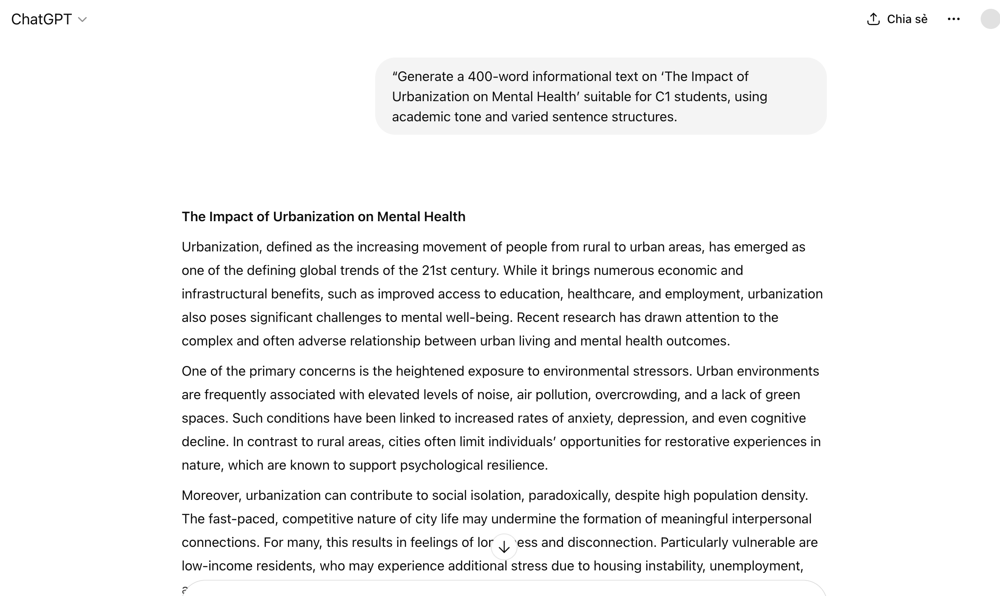 ChatGPT
Chia sẻ
“Generate a 400-word informational text on ‘The Impact of
Urbanization on Mental Health’ suitable for C1 students, using
academic tone and varied sentence structures.
The Impact of Urbanization on Mental Health
Urbanization, defined as the increasing movement of people from rural to urban areas, has emerged as
one of the defining global trends of the 21st century. While it brings numerous economic and
infrastructural benefits, such as improved access to education, healthcare, and employment, urbanization
also poses significant challenges to mental well-being. Recent research has drawn attention to the
complex and often adverse relationship between urban living and mental health outcomes.
One of the primary concerns is the heightened exposure to environmental stressors. Urban environments
are frequently associated with elevated levels of noise, air pollution, overcrowding, and a lack of green
spaces. Such conditions have been linked to increased rates of anxiety, depression, and even cognitive
decline. In contrast to rural areas, cities often limit individuals’ opportunities for restorative experiences in
nature, which are known to support psychological resilience.
Moreover, urbanization can contribute to social isolation, paradoxically, despite high population density.
The fast-paced, competitive nature of city life may undermine the formation of meaningful interpersonal
connections. For many, this results in feelings of and disconnection. Particularly vulnerable are
low-income residents, who may experience additional stress due to housing instability, unemployment,